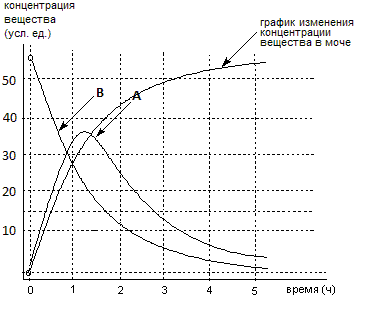 концентрация
вещества
(усл. ед.)
график изменения
концентрации
вещества в моче
50
40
30
20
10
B
A
0
1
2
3
4
5
время (ч)